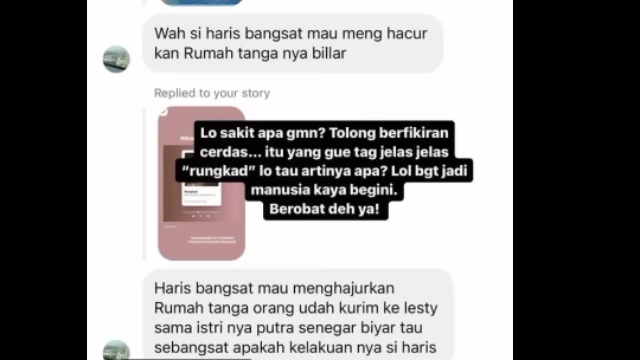 Wah si haris bangsat mau meng hacur
kan Rumah tanga nya billar
Replied to your story
Lo sakit apa gmn? Tolong berfikiran
cerdas... itu yang gue tag jelas jelas
“rungkad” lo tau artinya apa? Lol bgt jadi
manusia kaya begini.
Berobat deh ya!
Haris bangsat mau menghajurkan
Rumah tanga orang udah kurim ke lesty
sama istri nya putra senegar biyar tau
sebangsat apakah kelakuan nya si haris